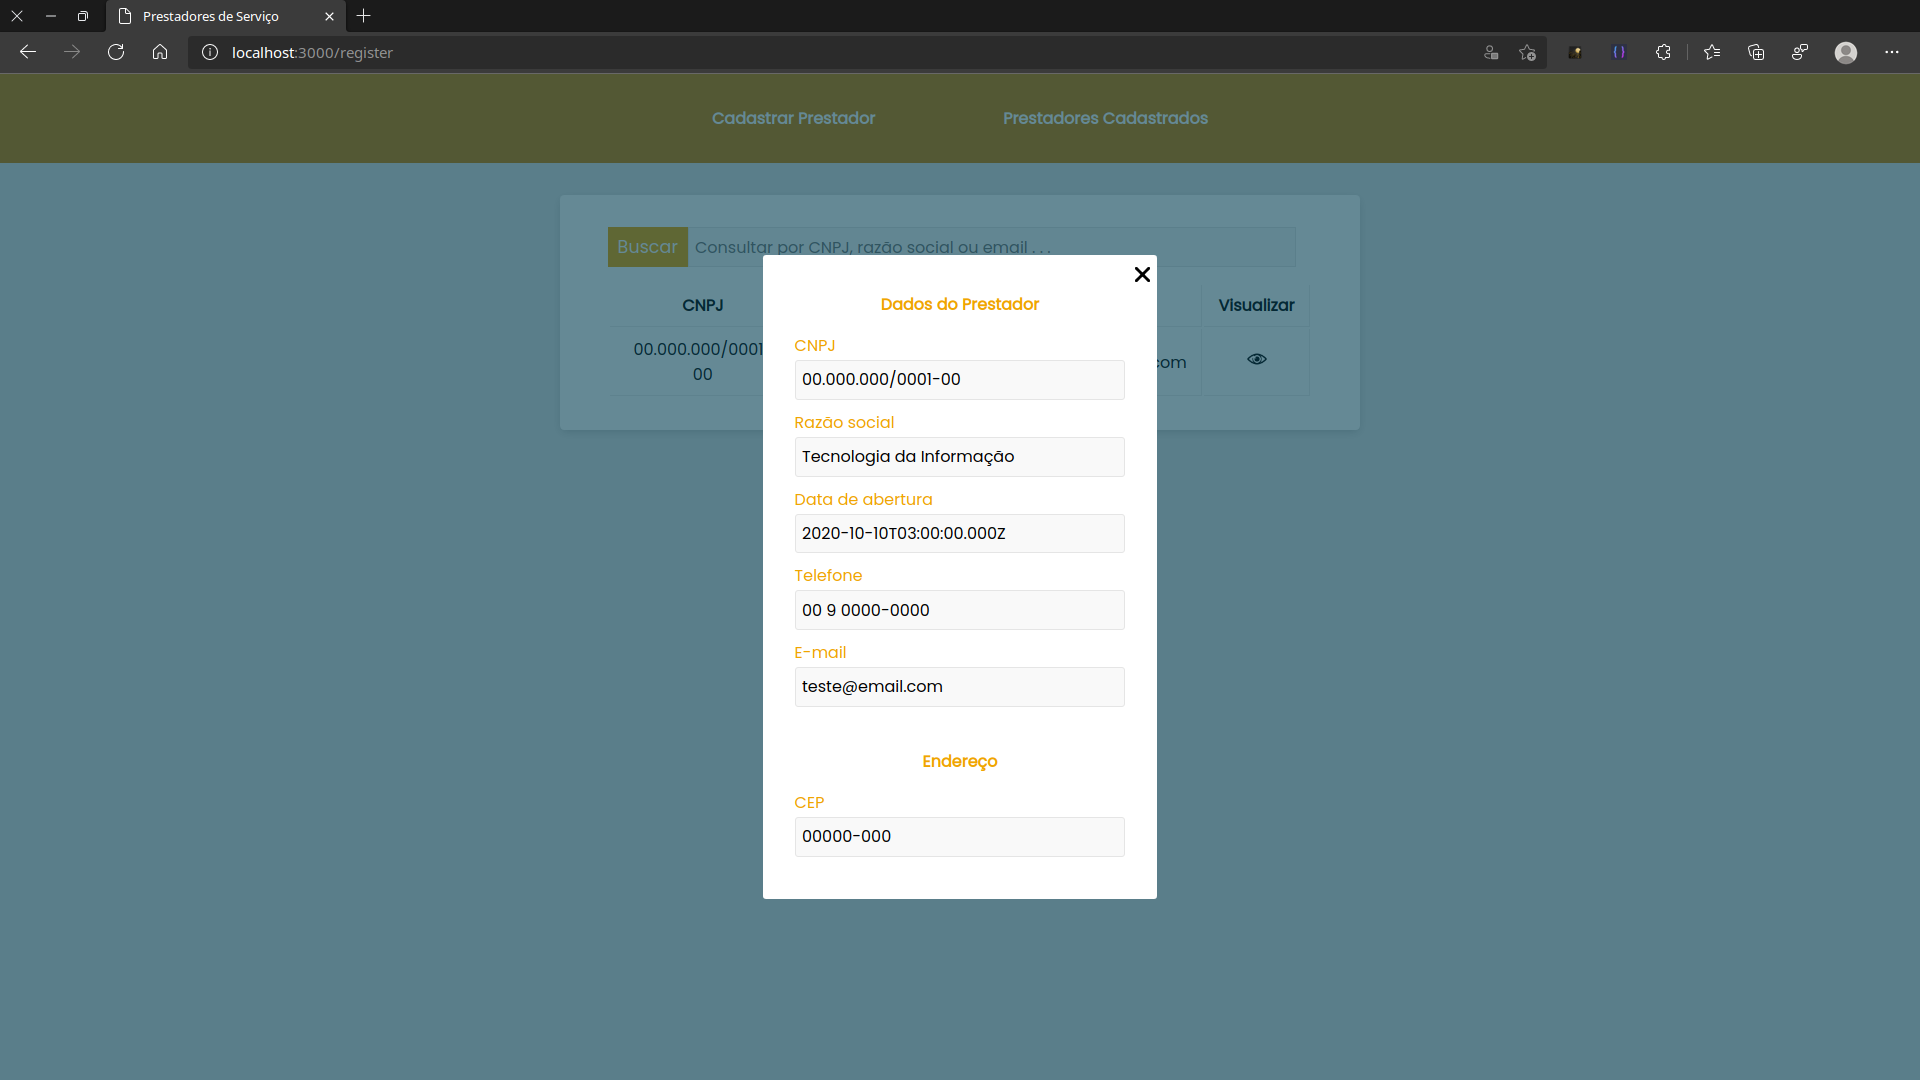 Prestadores de Serviço
localhost:3000/register
Cadastrar Prestador
Prestadores Cadastrados
Buscar
Consultar por CNPJ, razão social ou email . . .
CNPJ
Visualizar
00.000.000/0001
00
com
Dados do Prestador
CNPJ
00.000.000/0001-00
Razão social
Tecnologia da Informação
Data de abertura
2020-10-10T03:00:00.000Z
Telefone
00 9 0000-0000
E-mail
teste@email.com
Endereço
CEP
00000-000